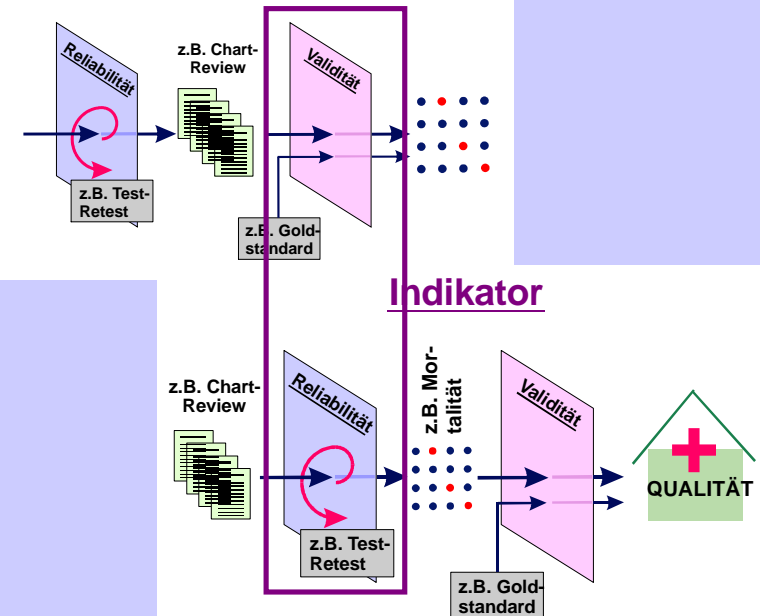 Reliabilität
z.B. Chart-
Review
Validität
z.B. Test-
Retest
z.B. Gold-
standard
Indikator
z.B. Chart-
Review
Reliabilität
z.B. Mor-
talität
Validität
QUALITÄT
z.B. Test-
Retest
z.B. Gold-
standard